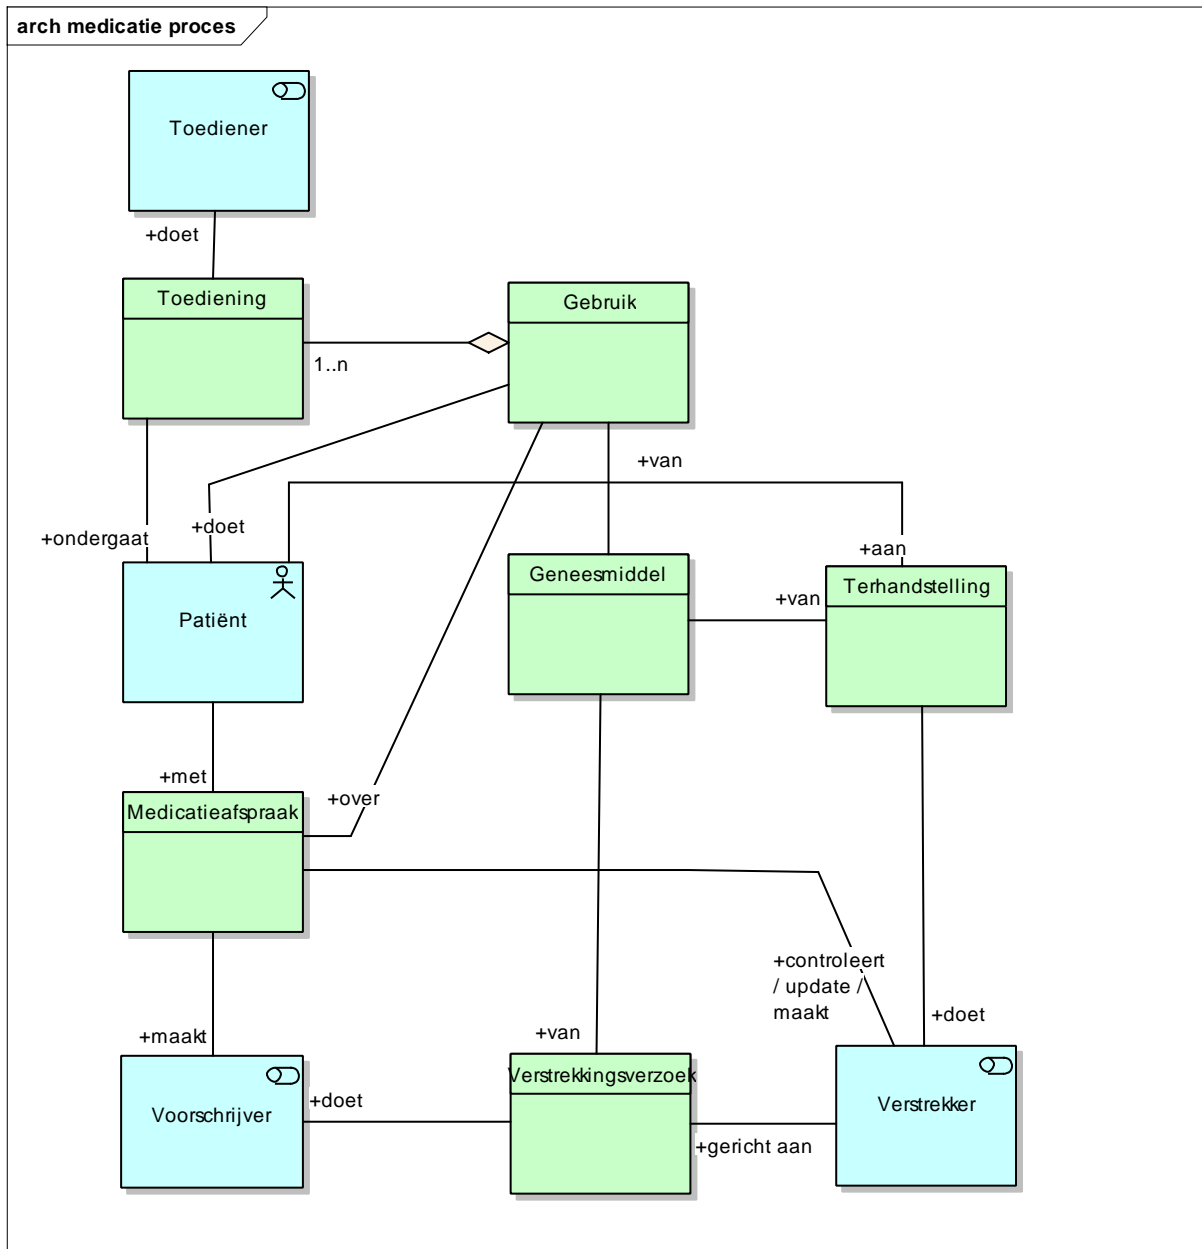 arch medicatie proces
Toediener
+doet
Toediening
Gebruik
1..n
+van
+doet
+ondergaat
+aan
Geneesmiddel
Terhandstelling
+van
Patiënt
+met
+over
Medicatieafspraak
+controleert
/ update /
maakt
+doet
+maakt
+van
Verstrekkingsverzoek
+doet
Voorschrijver
Verstrekker
+gericht aan